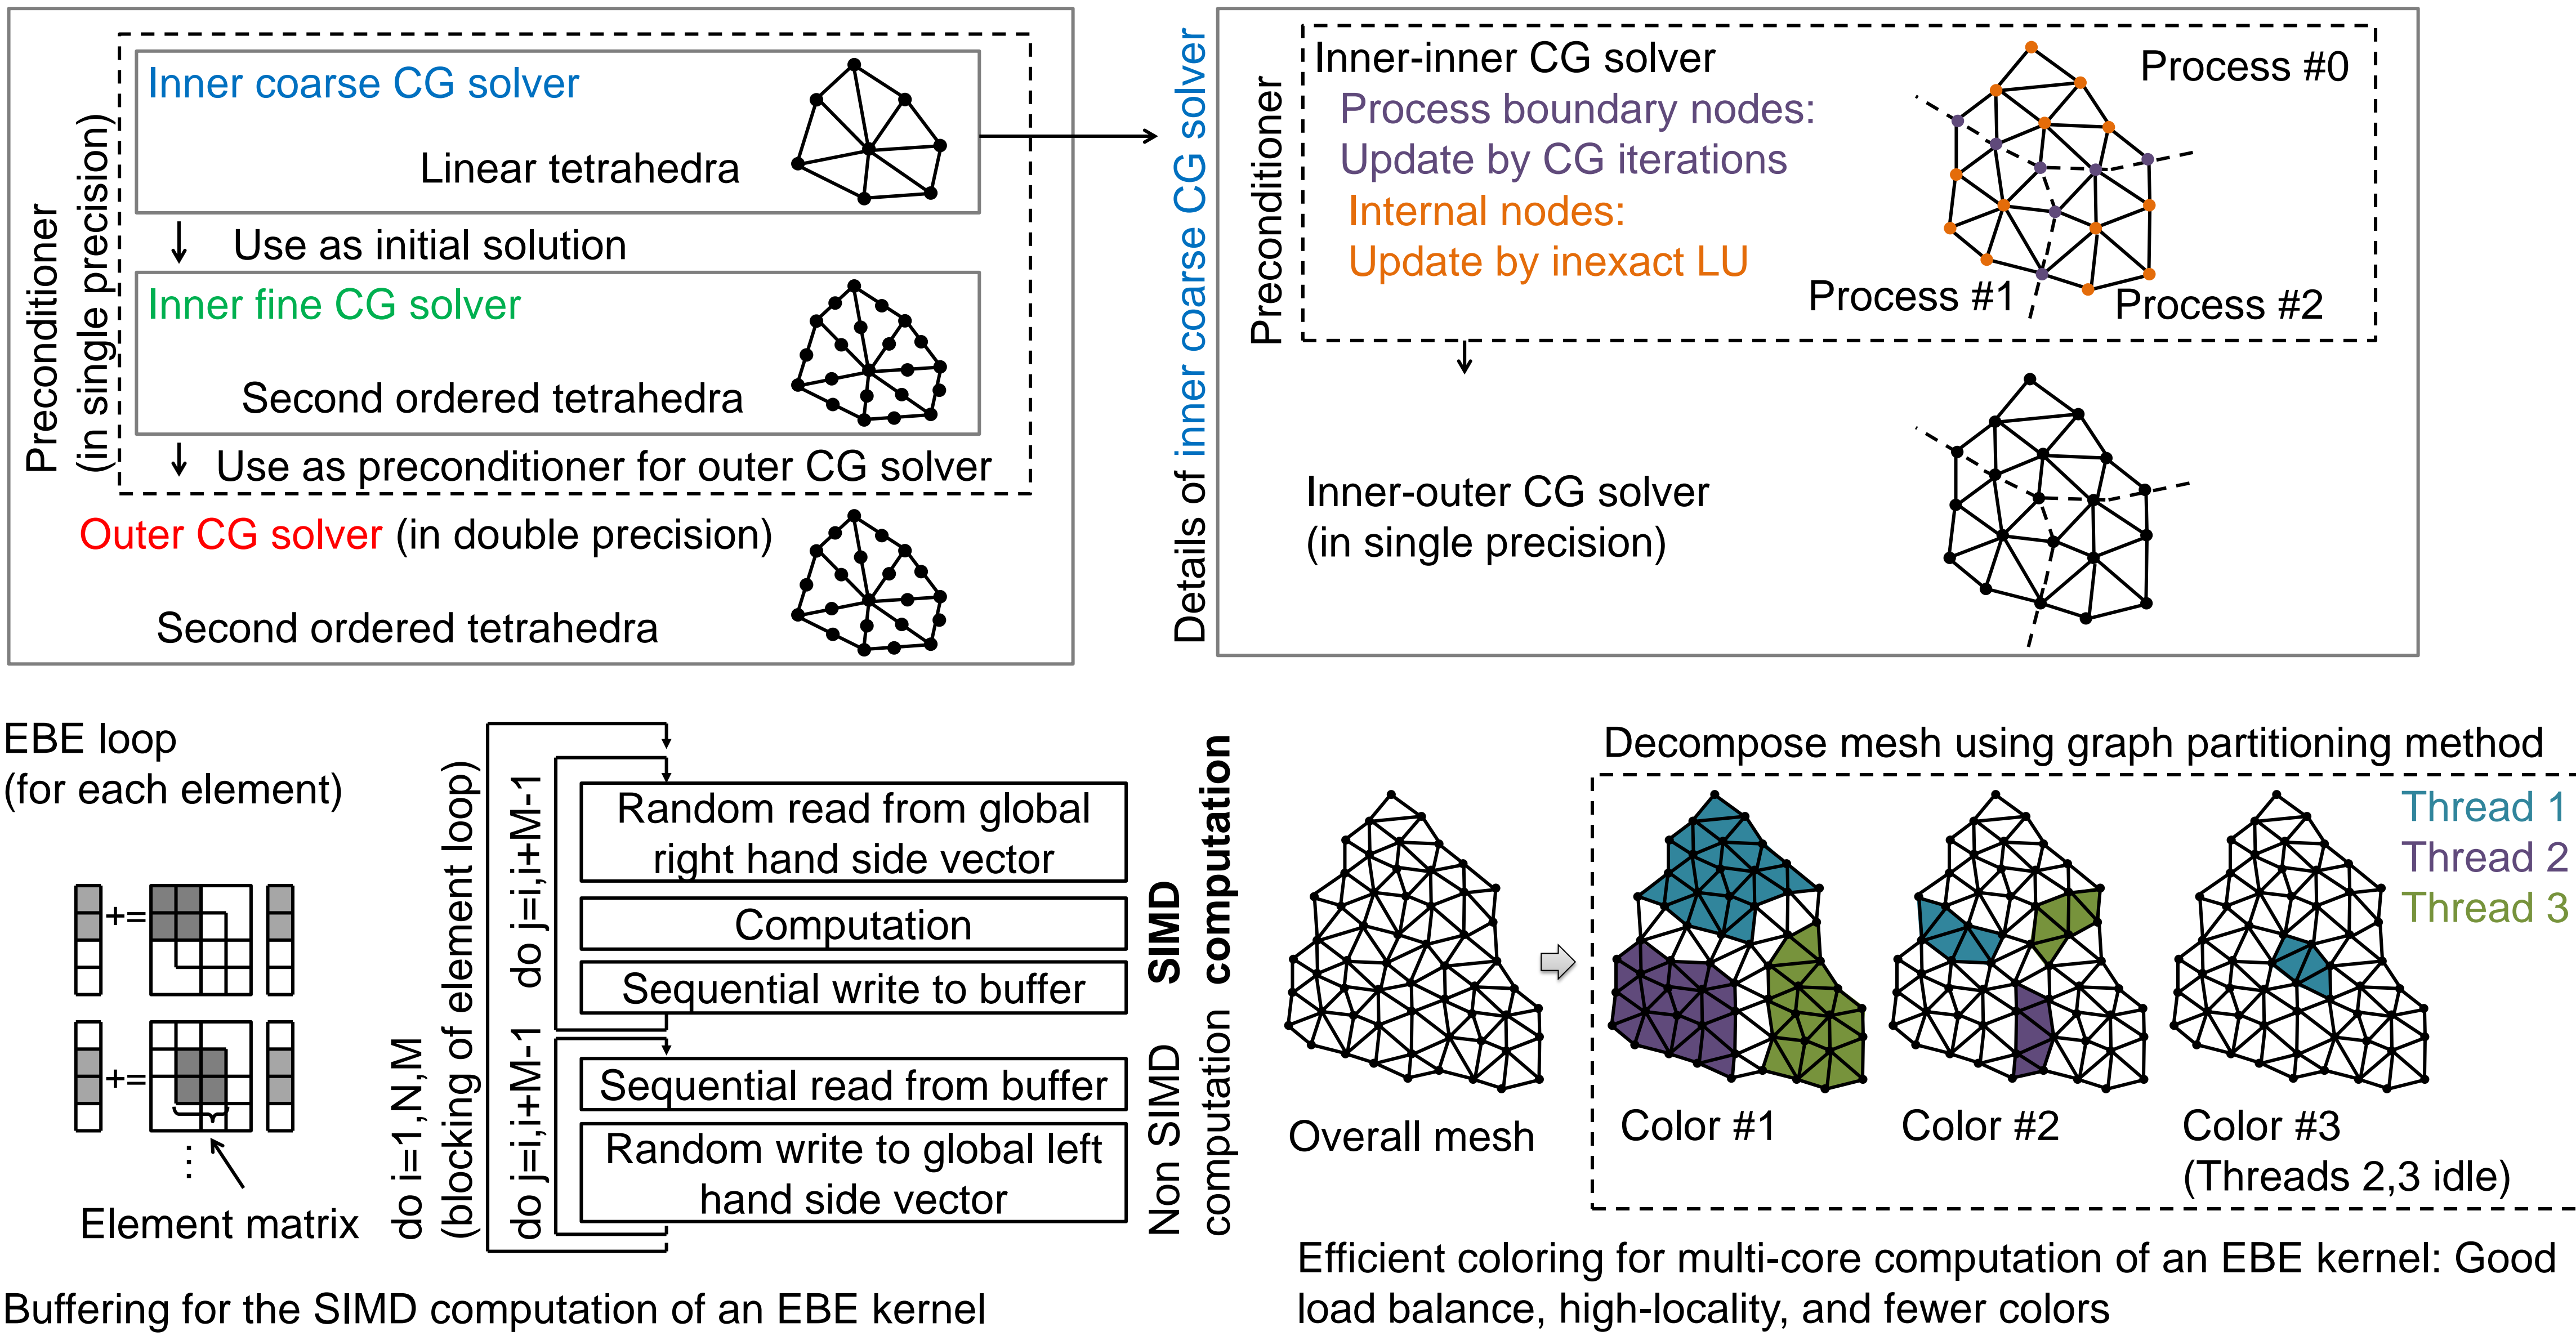 Preconditioner
(in single precision)
Inner coarse CG solver
Linear tetrahedra
Use as initial solution
Inner fine CG solver
Second ordered tetrahedra
Use as preconditioner for outer CG solver
Outer CG solver (in double precision)
Second ordered tetrahedra
Details of inner coarse CG solver
Preconditioner
Inner-inner CG solver
Process boundary nodes:
Update by CG iterations
Internal nodes:
Update by inexact LU
Process #0
Process #1
Process #2
Inner-outer CG solver
(in single precision)
EBE loop
(for each element)
+=
+=
⋮
Element matrix
do i=1,N,M
(blocking of element loop)
do j=i,i+M-1
do j=i,i+M-1
Random read from global
right hand side vector
Computation
Sequential write to buffer
Sequential read from buffer
Random write to global left
hand side vector
SIMD
computation
Non SIMD
computation
Buffering for the SIMD computation of an EBE kernel
Decompose mesh using graph partitioning method
Thread 1
Thread 2
Thread 3
Overall mesh
Color #1
Color #2
Color #3
(Threads 2,3 idle)
Efficient coloring for multi-core computation of an EBE kernel: Good
load balance, high-locality, and fewer colors